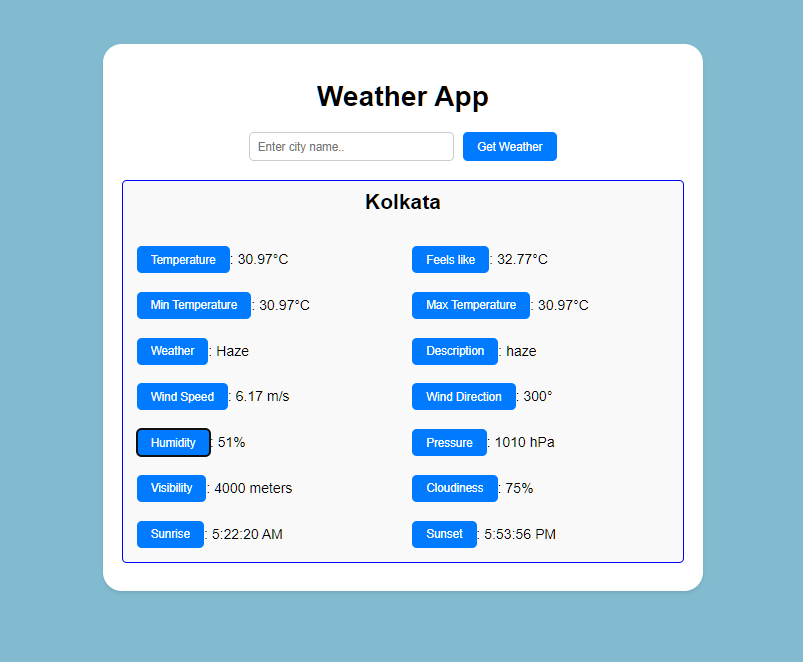 Weather App
Enter city name.. Get Weather
Kolkata
Temperature : 30.97°C Feels like : 32.77°C
Min Temperature : 30.97°C Max Temperature : 30.97°C
Weather : Haze Description : haze
Wind Speed : 6.17 m/s Wind Direction : 300°
Humidity : 51% Pressure : 1010 hPa
Visibility : 4000 meters Cloudiness : 75%
Sunrise : 5:22:20 AM Sunset : 5:53:56 PM